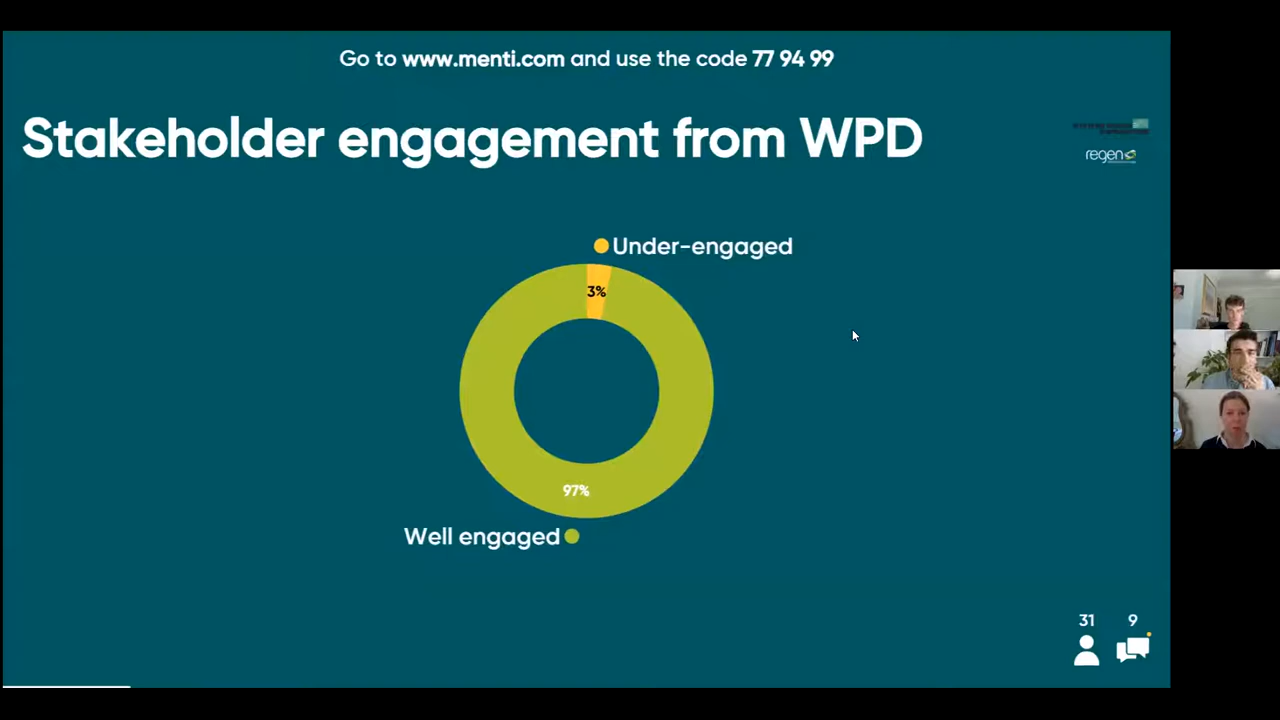 Go to www.menti.com and use the code 77 94 99
Stakeholder engagement from WPD
regen
Under-engaged
3%
97%
Well engaged
31 9